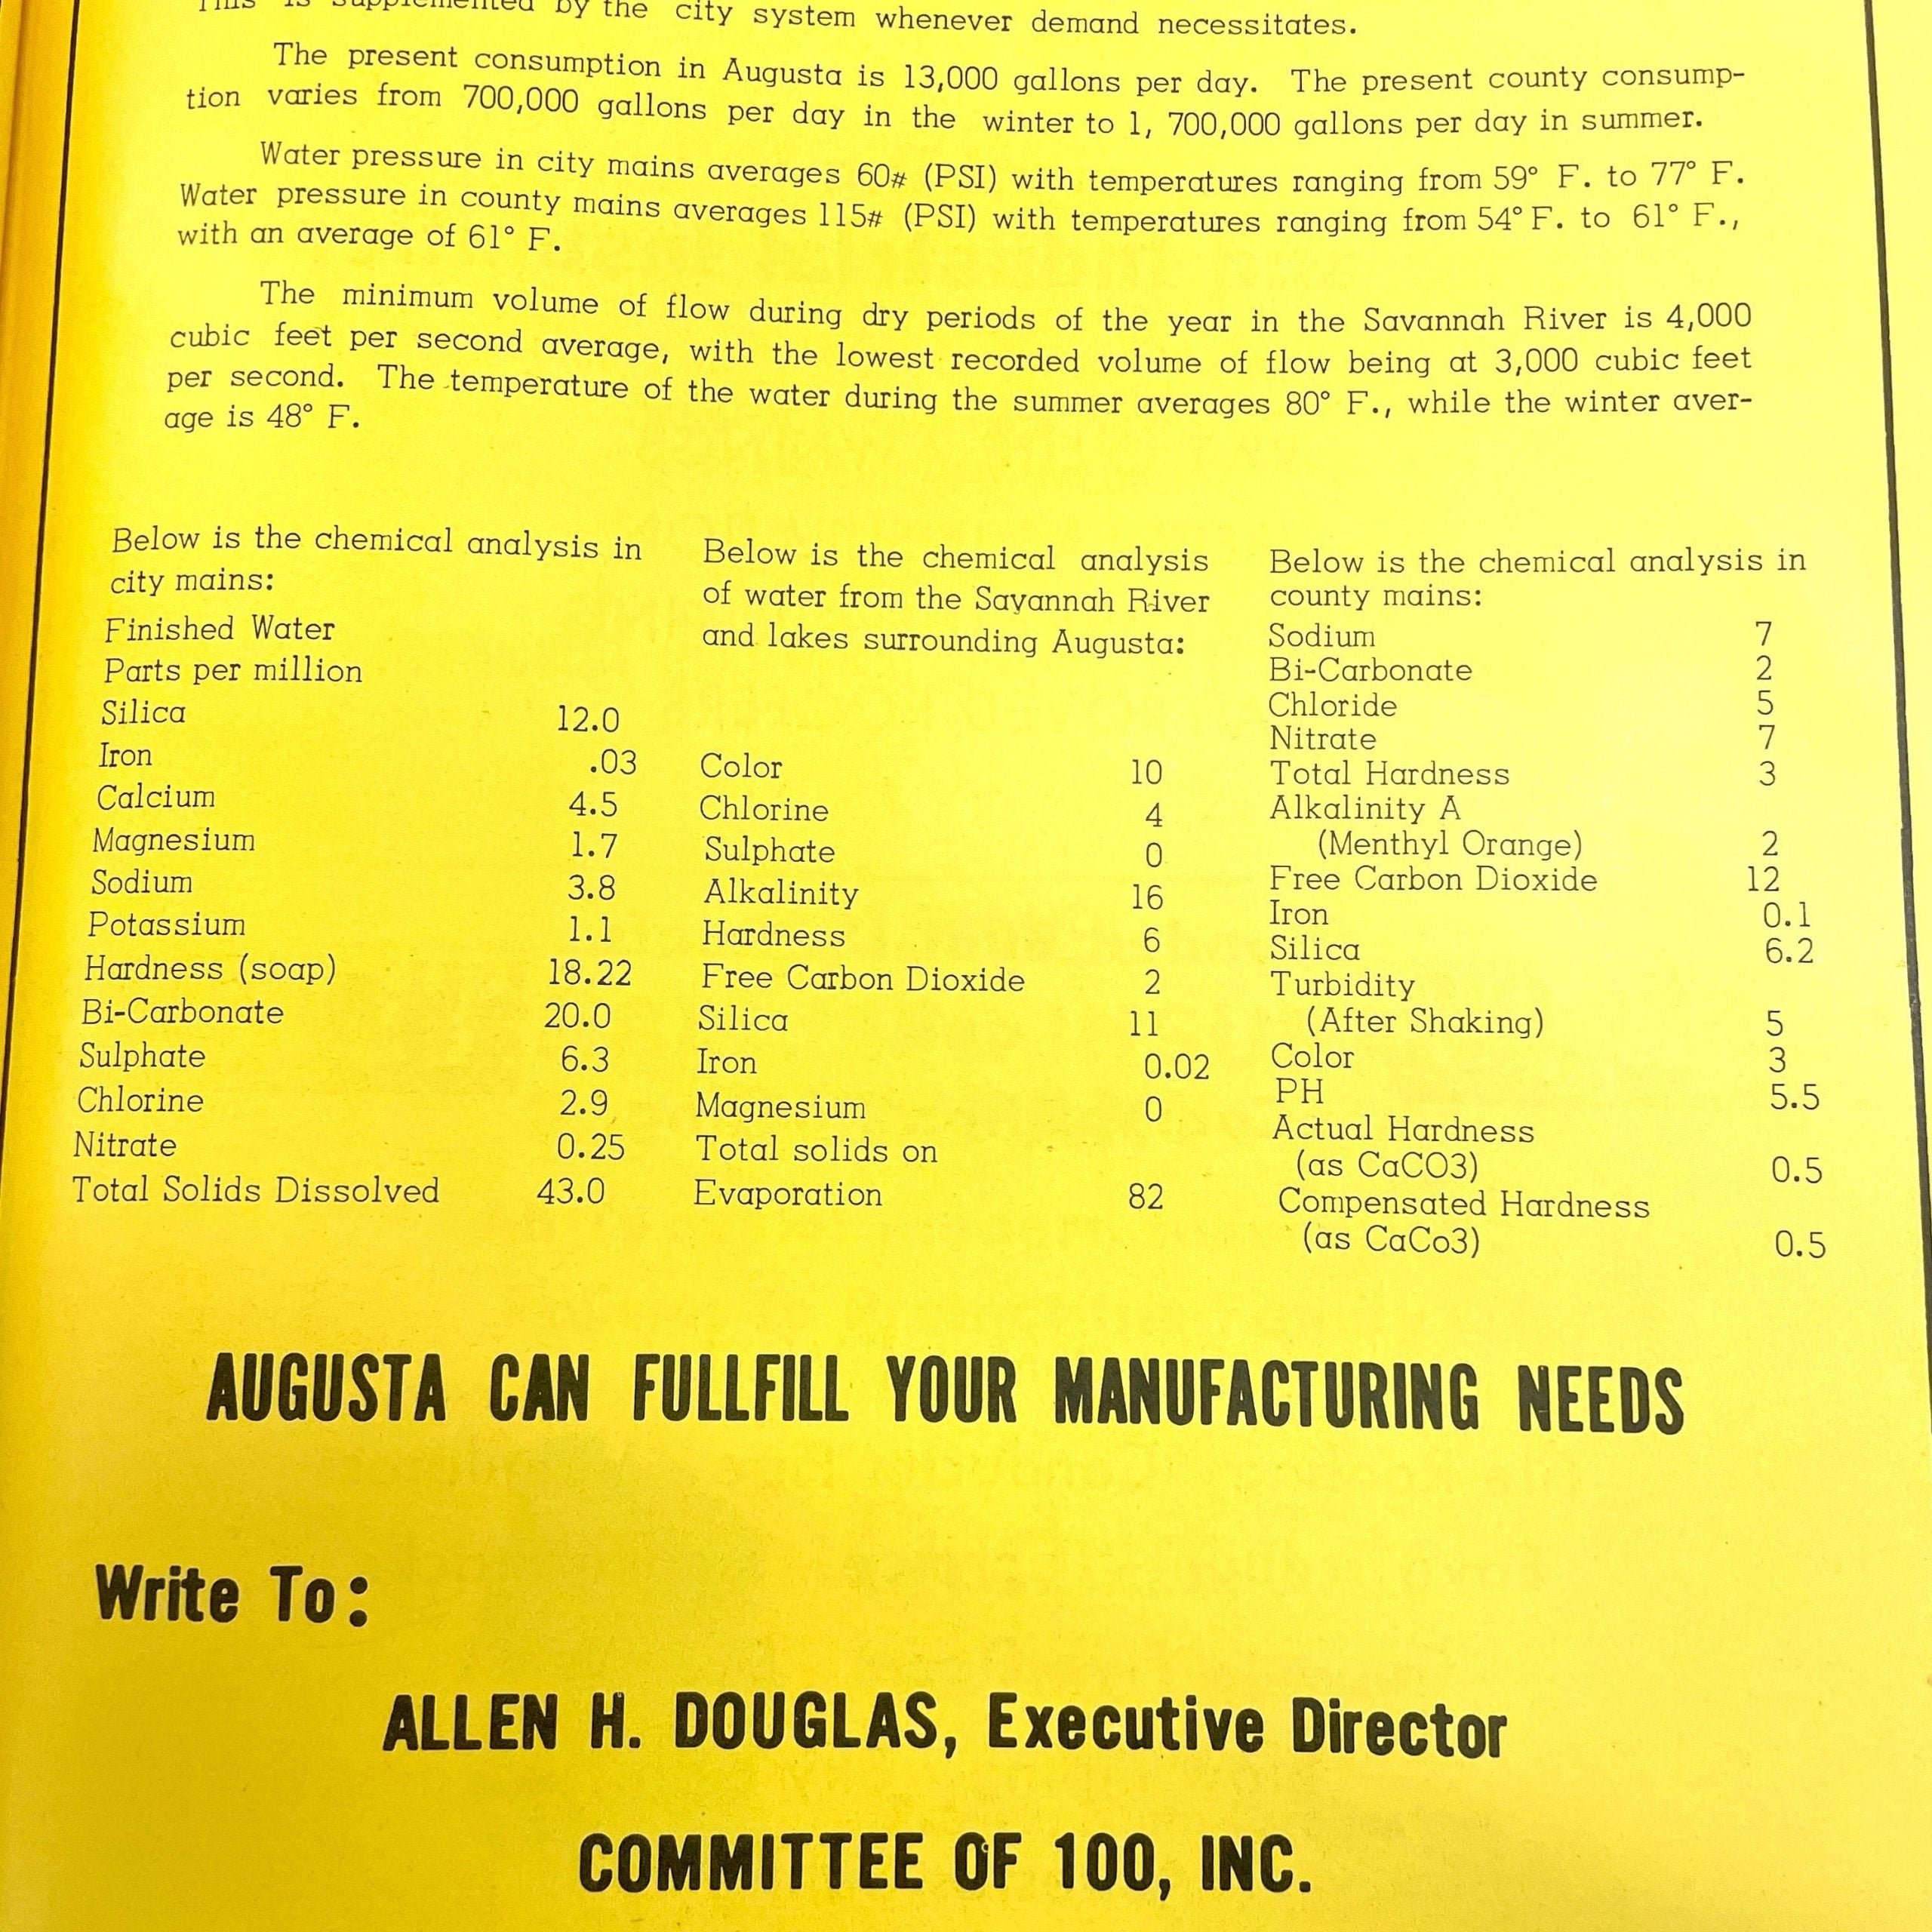 This is supplemented by the city system whenever demand necessitates.
The present consumption in Augusta is 13,000 gallons per day. The present county consump-
tion varies from 700,000 gallons per day in the winter to 1, 700,000 gallons per day in summer.
Water pressure in city mains averages 60# (PSI) with temperatures ranging from 59° F. to 77° F.
Water pressure in county mains averages 115# (PSI) with temperatures ranging from 54° F. to 61° F.,
with an average of 61° F.
The minimum volume of flow during dry periods of the year in the Savannah River is 4,000
cubic feet per second average, with the lowest recorded volume of flow being at 3,000 cubic feet
per second. The temperature of the water during the summer averages 80° F., while the winter aver-
age is 48° F.
Below is the chemical analysis in
city mains:
Finished Water
Parts per million
Silica 12.0
Iron .03
Calcium 4.5
Magnesium 1.7
Sodium 3.8
Potassium 1.1
Hardness (soap) 18.22
Bi-Carbonate 20.0
Sulphate 6.3
Chlorine 2.9
Nitrate 0.25
Total Solids Dissolved 43.0
Below is the chemical analysis
of water from the Savannah River
and lakes surrounding Augusta:
Color 10
Chlorine 4
Sulphate 0
Alkalinity 16
Hardness 6
Free Carbon Dioxide 2
Silica 11
Iron 0.02
Magnesium 0
Total solids on
Evaporation 82
Below is the chemical analysis in
county mains:
Sodium 7
Bi-Carbonate 2
Chloride 5
Nitrate 7
Total Hardness 3
Alkalinity A
(Menthyl Orange) 2
Free Carbon Dioxide 12
Iron 0.1
Silica 6.2
Turbidity
(After Shaking) 5
Color 3
PH 5.5
Actual Hardness
(as CaCO3) 0.5
Compensated Hardness
(as CaCo3) 0.5
AUGUSTA CAN FULLFILL YOUR MANUFACTURING NEEDS
Write To:
ALLEN H. DOUGLAS, Executive Director
COMMITTEE OF 100, INC.